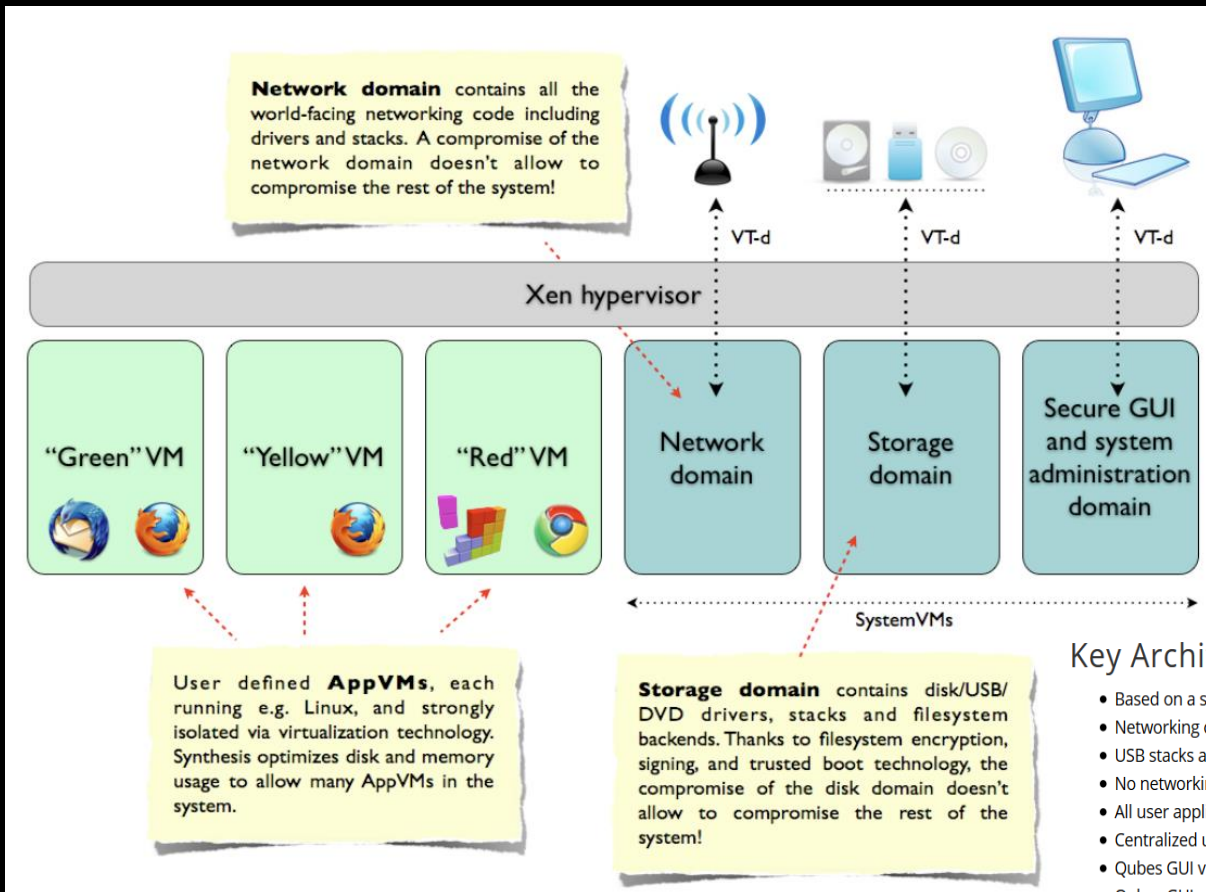 Network domain contains all the
world-facing networking code including
drivers and stacks. A compromise of the
network domain doesn't allow to
compromise the rest of the system!
VT-d
VT-d
VT-d
Xen hypervisor
“Green” VM
“Yellow” VM
“Red” VM
Network
domain
Storage
domain
Secure GUI
and system
administration
domain
SystemVMs
User defined AppVMs, each
running e.g. Linux, and strongly
isolated via virtualization technology.
Synthesis optimizes disk and memory
usage to allow many AppVMs in the
system.
Storage domain contains disk/USB/
DVD drivers, stacks and filesystem
backends. Thanks to filesystem encryption,
signing, and trusted boot technology, the
compromise of the disk domain doesn't
allow to compromise the rest of the
system!
Key Archi
• Based on a s
• Networking
• USB stacks a
• No networki
• All user appl
• Centralized u
• Qubes GUI v